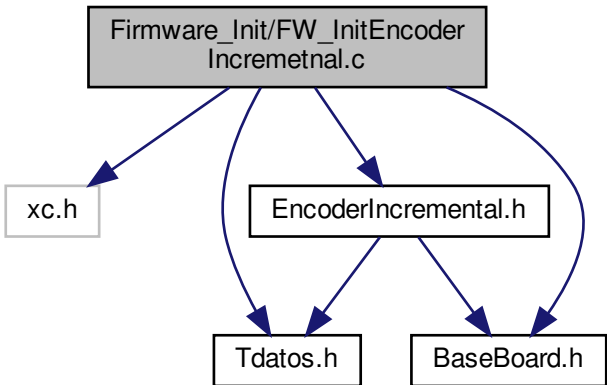 Firmware_Init/FW_InitEncoder
Incremetnal.c
xc.h
EncoderIncremental.h
Tdatos.h
BaseBoard.h